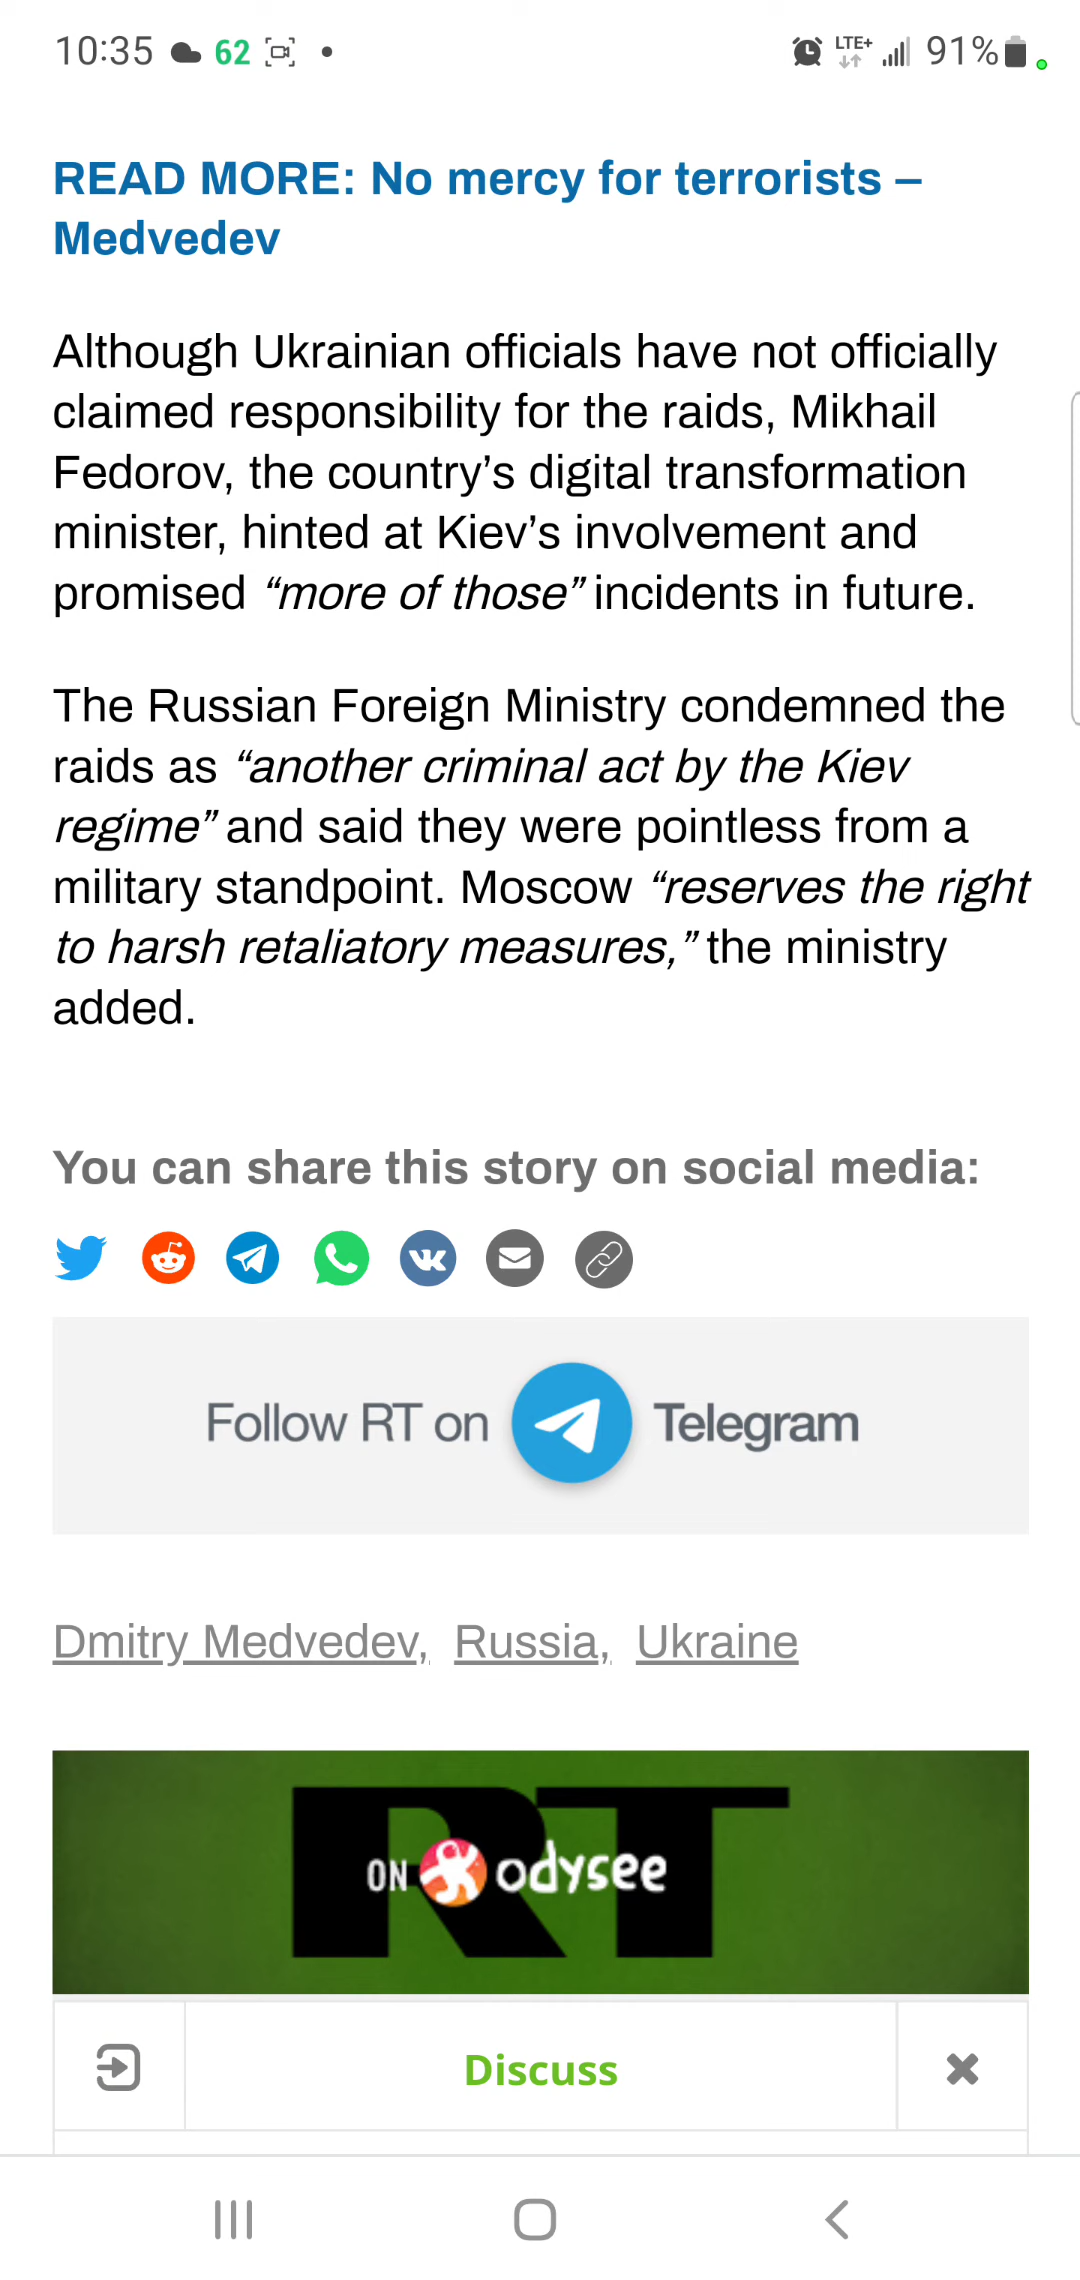 10:35 62 LTE+ 91%
READ MORE: No mercy for terrorists –
Medvedev
Although Ukrainian officials have not officially
claimed responsibility for the raids, Mikhail
Fedorov, the country’s digital transformation
minister, hinted at Kiev’s involvement and
promised “more of those” incidents in future.
The Russian Foreign Ministry condemned the
raids as “another criminal act by the Kiev
regime” and said they were pointless from a
military standpoint. Moscow “reserves the right
to harsh retaliatory measures,” the ministry
added.
You can share this story on social media:
Follow RT on Telegram
Dmitry Medvedev, Russia, Ukraine
RT
ON odysee
Discuss